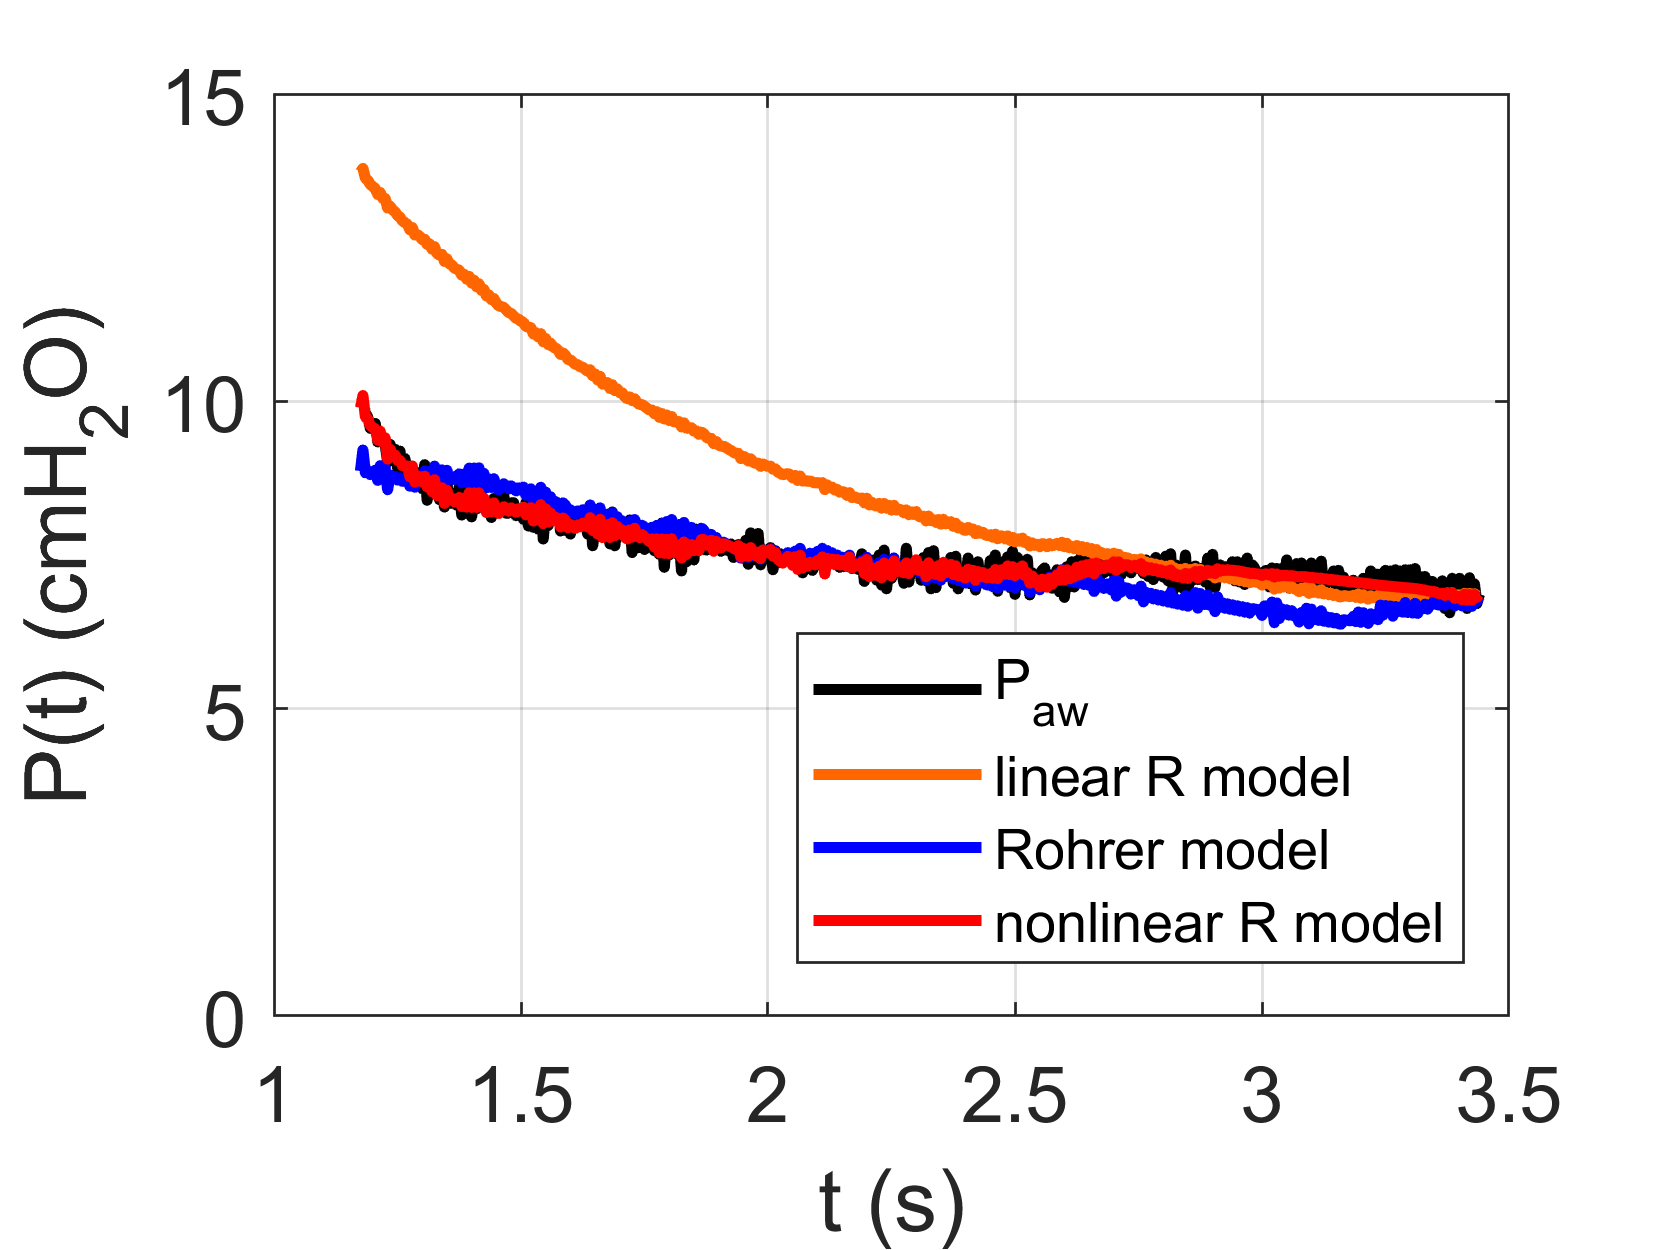 15
10
5
0
P(t) (cmH₂O)
P_aw
linear R model
Rohrer model
nonlinear R model
1 1.5 2 2.5 3 3.5
t (s)